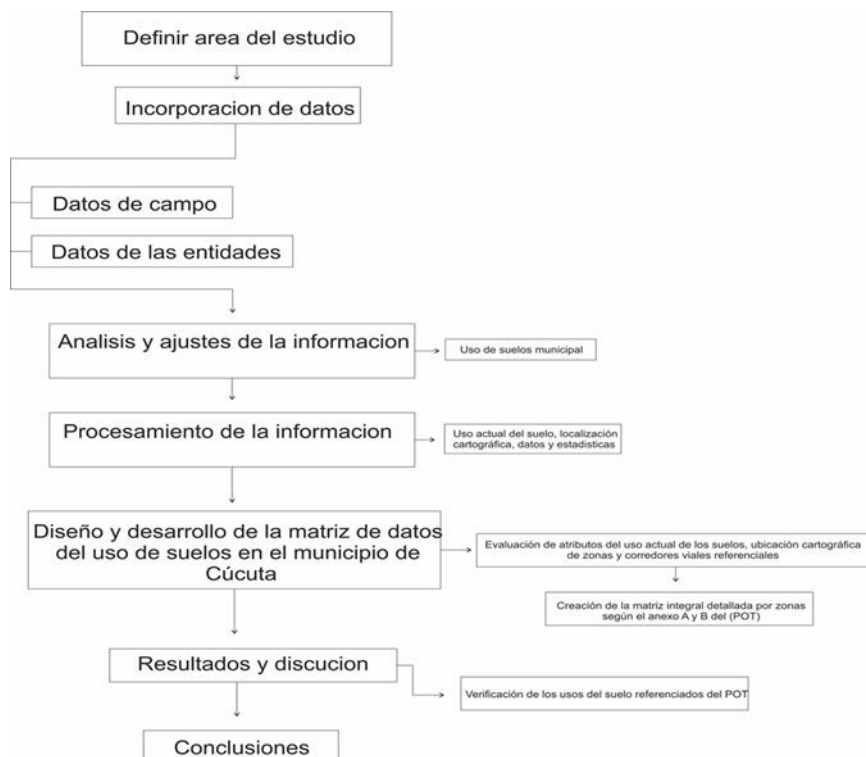 Definir area del estudio
Incorporacion de datos
Datos de campo
Datos de las entidades
Analisis y ajustes de la informacion
Uso de suelos municipal
Procesamiento de la informacion
Uso actual del suelo, localización
cartográfica, datos y estadísticas
Diseño y desarrollo de la matriz de datos
del uso de suelos en el municipio de
Cúcuta
Evaluación de atributos del uso actual de los suelos, ubicación cartográfica
de zonas y corredores viales referenciales
Creación de la matriz integral detallada por zonas
según el anexo A y B del (POT)
Resultados y discucion
Verificación de los usos del suelo referenciados del POT
Conclusiones